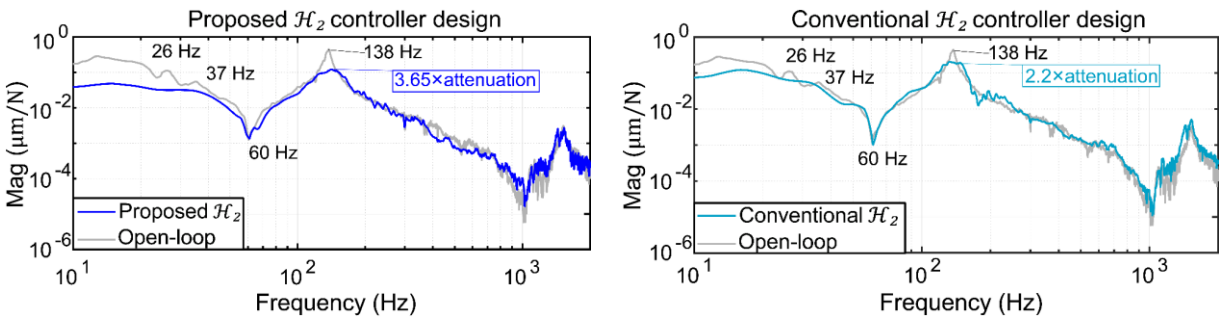 Proposed ℋ₂ controller design
10⁰
10⁻²
10⁻⁴
10⁻⁶
Mag (μm/N)
26 Hz
37 Hz
60 Hz
138 Hz
3.65×attenuation
Proposed ℋ₂
Open-loop
10¹
10²
10³
Frequency (Hz)
Conventional ℋ₂ controller design
10⁰
10⁻²
10⁻⁴
10⁻⁶
Mag (μm/N)
26 Hz
37 Hz
60 Hz
138 Hz
2.2×attenuation
Conventional ℋ₂
Open-loop
10¹
10²
10³
Frequency (Hz)